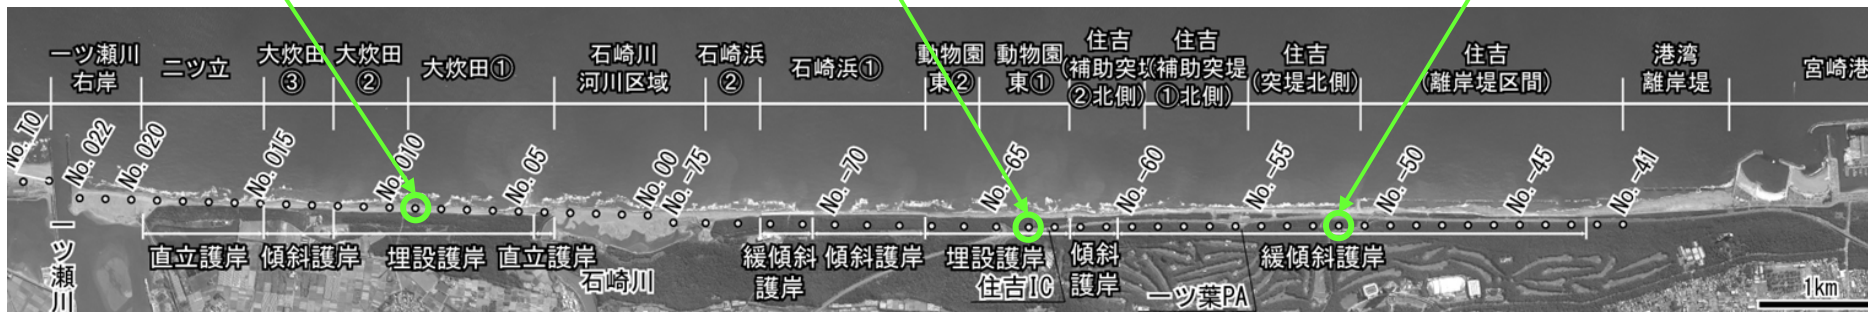 一ツ瀬川
右岸
二ツ立
大炊田
③
大炊田
②
大炊田①
石崎川
河川区域
石崎浜
②
石崎浜①
動物園
東②
動物園
東①
住吉
(補助突堤
②北側)
住吉
(補助突堤
①北側)
住吉
(突堤北側)
住吉
(離岸堤区間)
港湾
離岸堤
宮崎港
No. T0
No. 022
No. 020
No. 015
No. 010
No. 05
No. 00
No. -75
No. -70
No. -65
No. -60
No. -55
No. -50
No. -45
No. -41
直立護岸
傾斜護岸
埋設護岸
直立護岸
緩傾斜
護岸
傾斜護岸
埋設護岸
傾斜
護岸
緩傾斜護岸
一ツ瀬川
石崎川
住吉IC
一ツ葉PA
1km